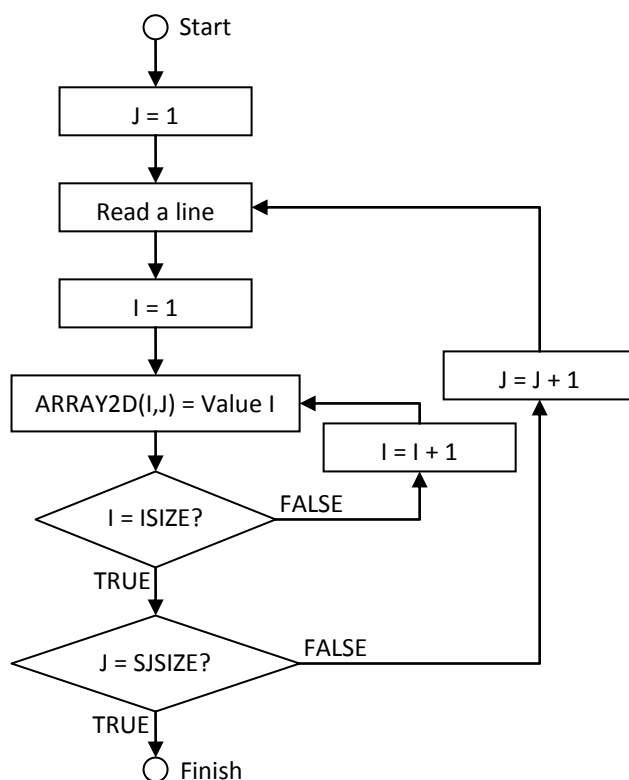 Start
J = 1
Read a line
I = 1
J = J + 1
ARRAY2D(I,J) = Value I
I = I + 1
I = ISIZE?
FALSE
TRUE
J = SJSIZE?
FALSE
TRUE
Finish